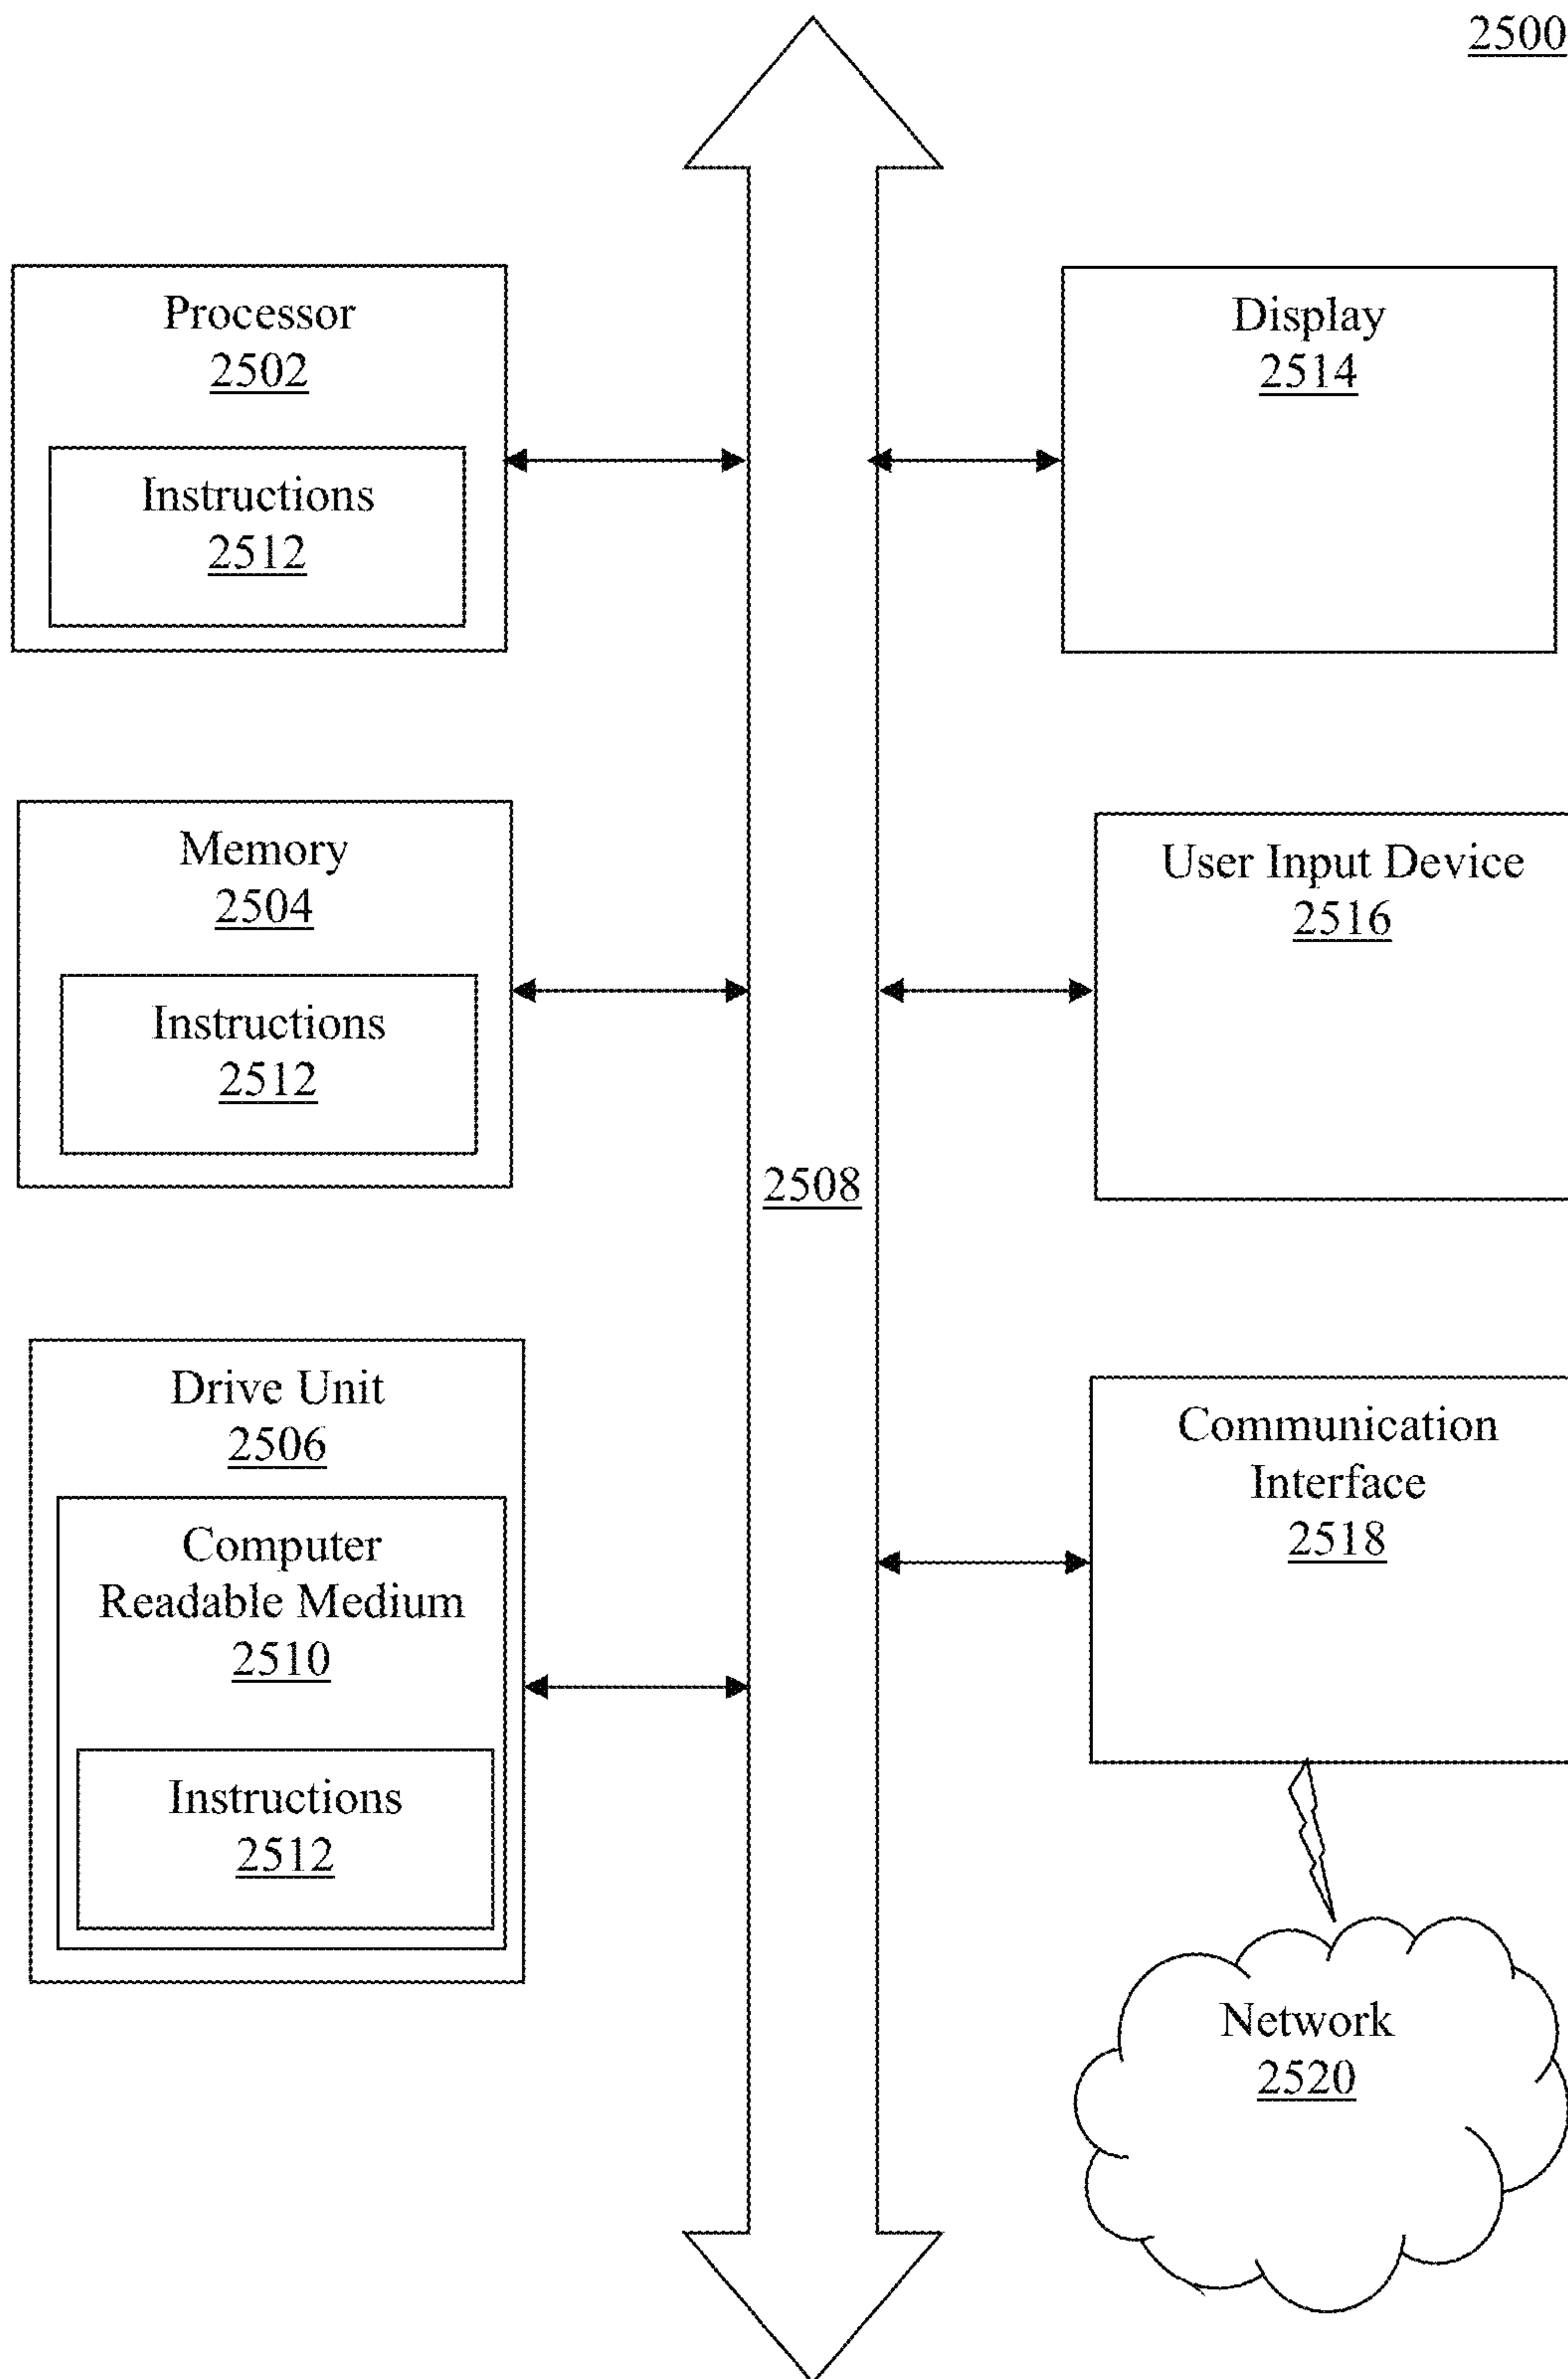 2500
Processor
2502
Instructions
2512
Display
2514
Memory
2504
Instructions
2512
User Input Device
2516
2508
Drive Unit
2506
Computer
Readable Medium
2510
Instructions
2512
Communication
Interface
2518
Network
2520